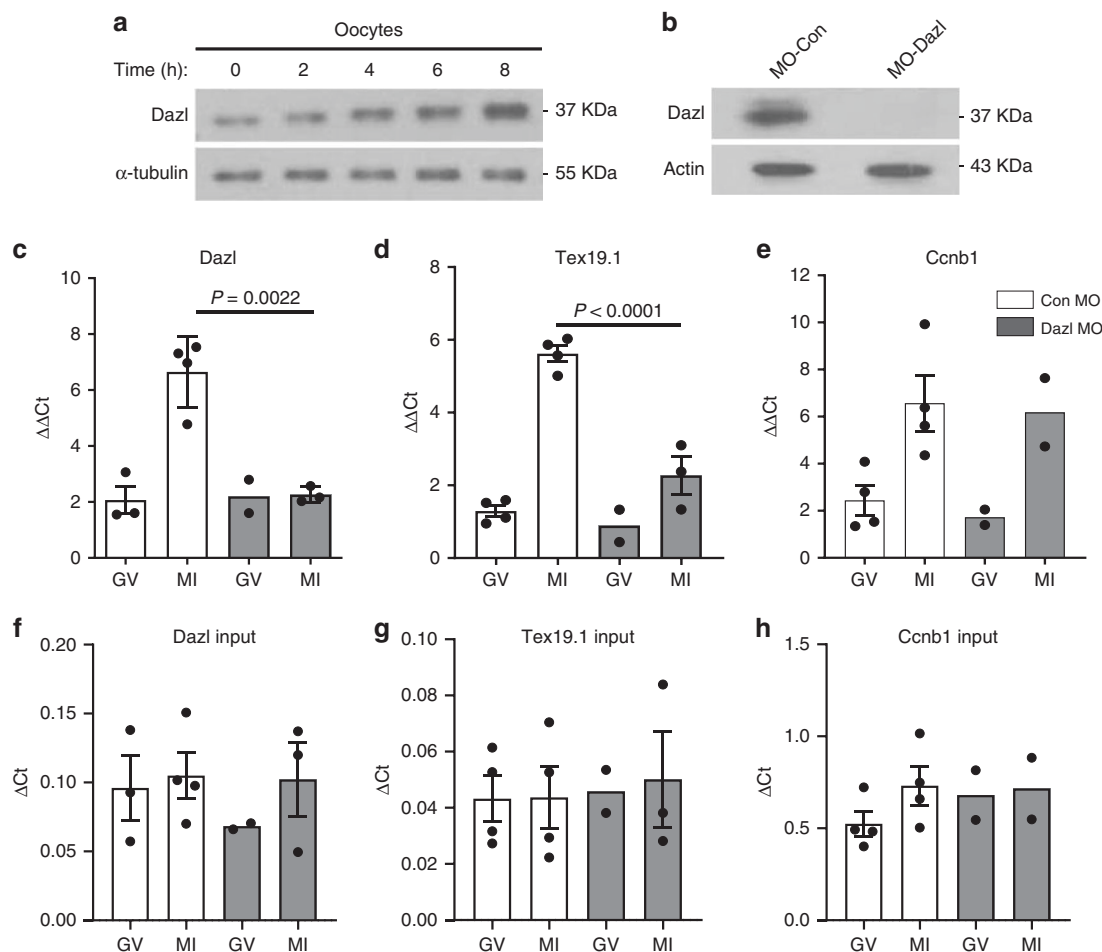 a
Oocytes
Time (h): 0 2 4 6 8
Dazl
37 KDa
α-tubulin
55 KDa
b
MO-Con MO-Dazl
Dazl
37 KDa
Actin
43 KDa
c
Dazl
10
8
6
4
2
0
ΔΔCt
P = 0.0022
GV MI GV MI
d
Tex19.1
8
6
4
2
0
ΔΔCt
P < 0.0001
GV MI GV MI
e
Ccnb1
12
10
8
6
4
2
0
ΔΔCt
Con MO
Dazl MO
GV MI GV MI
f
Dazl input
0.20
0.15
0.10
0.05
0.00
ΔCt
GV MI GV MI
g
Tex19.1 input
0.10
0.08
0.06
0.04
0.02
0.00
ΔCt
GV MI GV MI
h
Ccnb1 input
1.5
1.0
0.5
0.0
ΔCt
GV MI GV MI